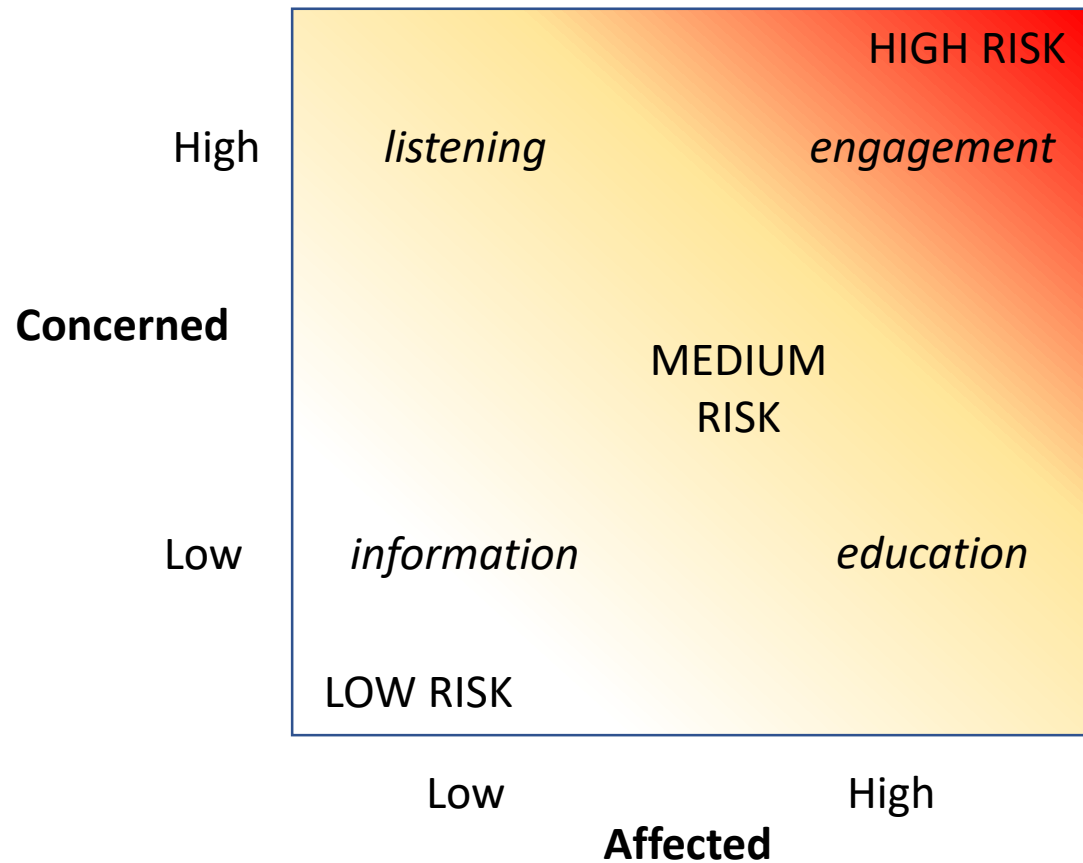 HIGH RISK
High
listening
engagement
Concerned
MEDIUM
RISK
Low
information
education
LOW RISK
Low
High
Affected